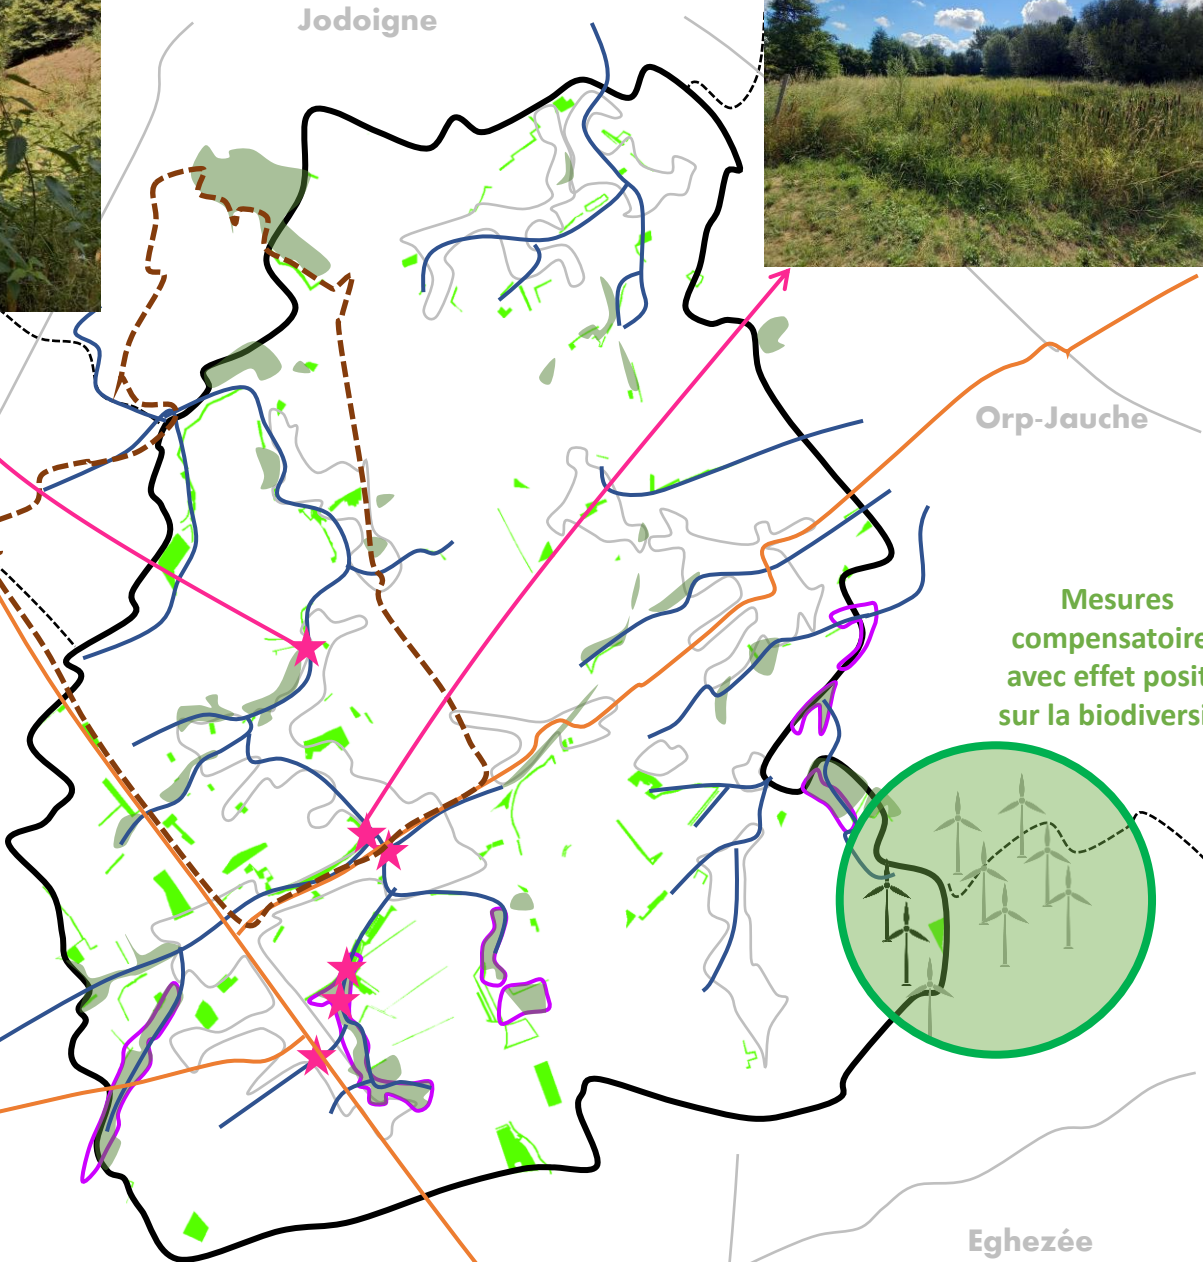 Jodoigne
Orp-Jauche
Mesures
compensatoire
avec effet posit
sur la biodiversi
Eghezée